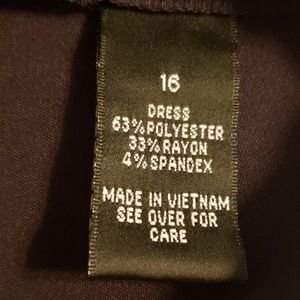 16
DRESS
63%POLYESTER
33%RAYON
4%SPANDEX
MADE IN VIETNAM
SEE OVER FOR
CARE